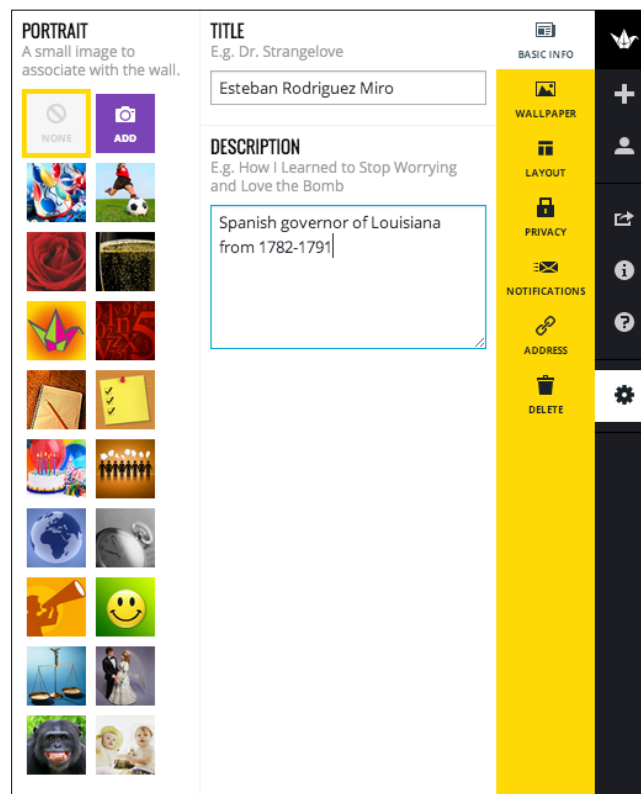 PORTRAIT
A small image to
associate with the wall.
NONE
ADD
TITLE
E.g. Dr. Strangelove
Esteban Rodriguez Miro
DESCRIPTION
E.g. How I Learned to Stop Worrying
and Love the Bomb
Spanish governor of Louisiana
from 1782-1791
BASIC INFO
WALLPAPER
LAYOUT
PRIVACY
NOTIFICATIONS
ADDRESS
DELETE